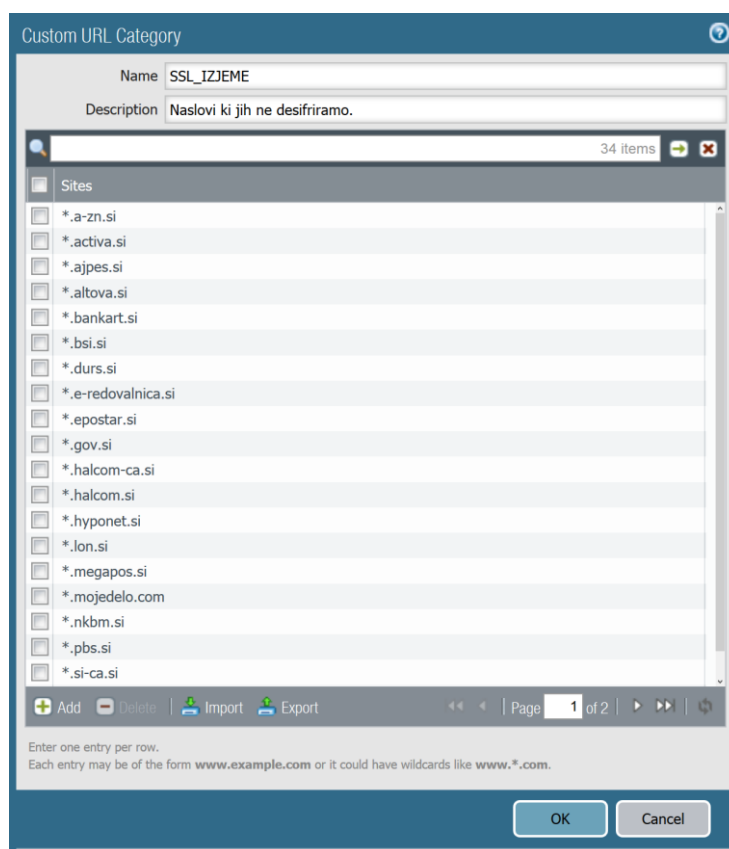 Custom URL Category
Name SSL_IZJEME
Description Naslovi ki jih ne desifriramo.
34 items
Sites
*.a-zn.si
*.activa.si
*.ajpes.si
*.altova.si
*.bankart.si
*.bsi.si
*.durs.si
*.e-redovalnica.si
*.epostar.si
*.gov.si
*.halcom-ca.si
*.halcom.si
*.hyponet.si
*.lon.si
*.megapos.si
*.mojedelo.com
*.nkbm.si
*.pbs.si
*.si-ca.si
Add Delete Import Export Page 1 of 2
Enter one entry per row.
Each entry may be of the form www.example.com or it could have wildcards like www.*.com.
OK Cancel